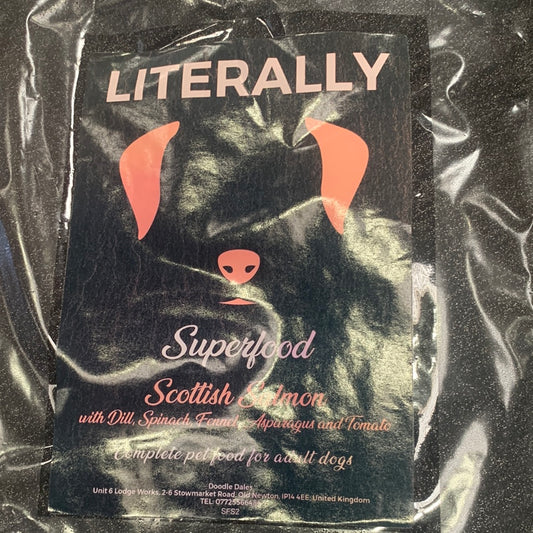 LITERALLY
Superfood
Scottish Salmon
with Dill, Spinach, Fennel, Asparagus and Tomato
Complete pet food for adult dogs
Doodle Dales,
Unit 6 Lodge Works, 2-6 Stowmarket Road, Old Newton, IP14 4EE, United Kingdom
TEL:
SFS2